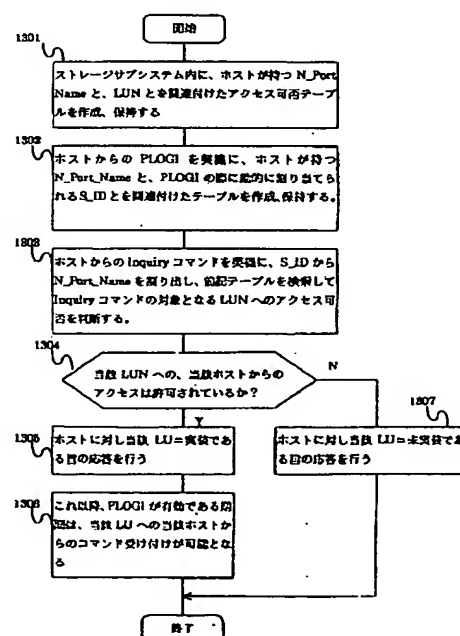 開始
1301
ストレージサブシステム内に、ホストが持つ N_Port_
Name と、LUN とを関連付けたアクセス可否テーブ
ルを作成、保持する
1302
ホストからの PLOGI を契機に、ホストが持つ
N_Port_Name と、PLOGI の際に動的に割り当て
られる S_ID とを関連付けたテーブルを作成、保持する。
1303
ホストからの Inquiry コマンドを契機に、S_ID から
N_Port_Name を割り出し、前記テーブルを検索して
Inquiry コマンドの対象となる LUN へのアクセス可
否を判断する。
1304
当該 LUN への、当該ホストからの
アクセスは許可されているか？
N
Y
1305
ホストに対し当該 LU＝実装であ
る旨の応答を行う
1307
ホストに対し当該 LU＝未実装であ
る旨の応答を行う
1306
これ以降、PLOGI が有効である期
間は、当該 LU への当該ホストか
らのコマンド受け付けが可能とな
る
終了